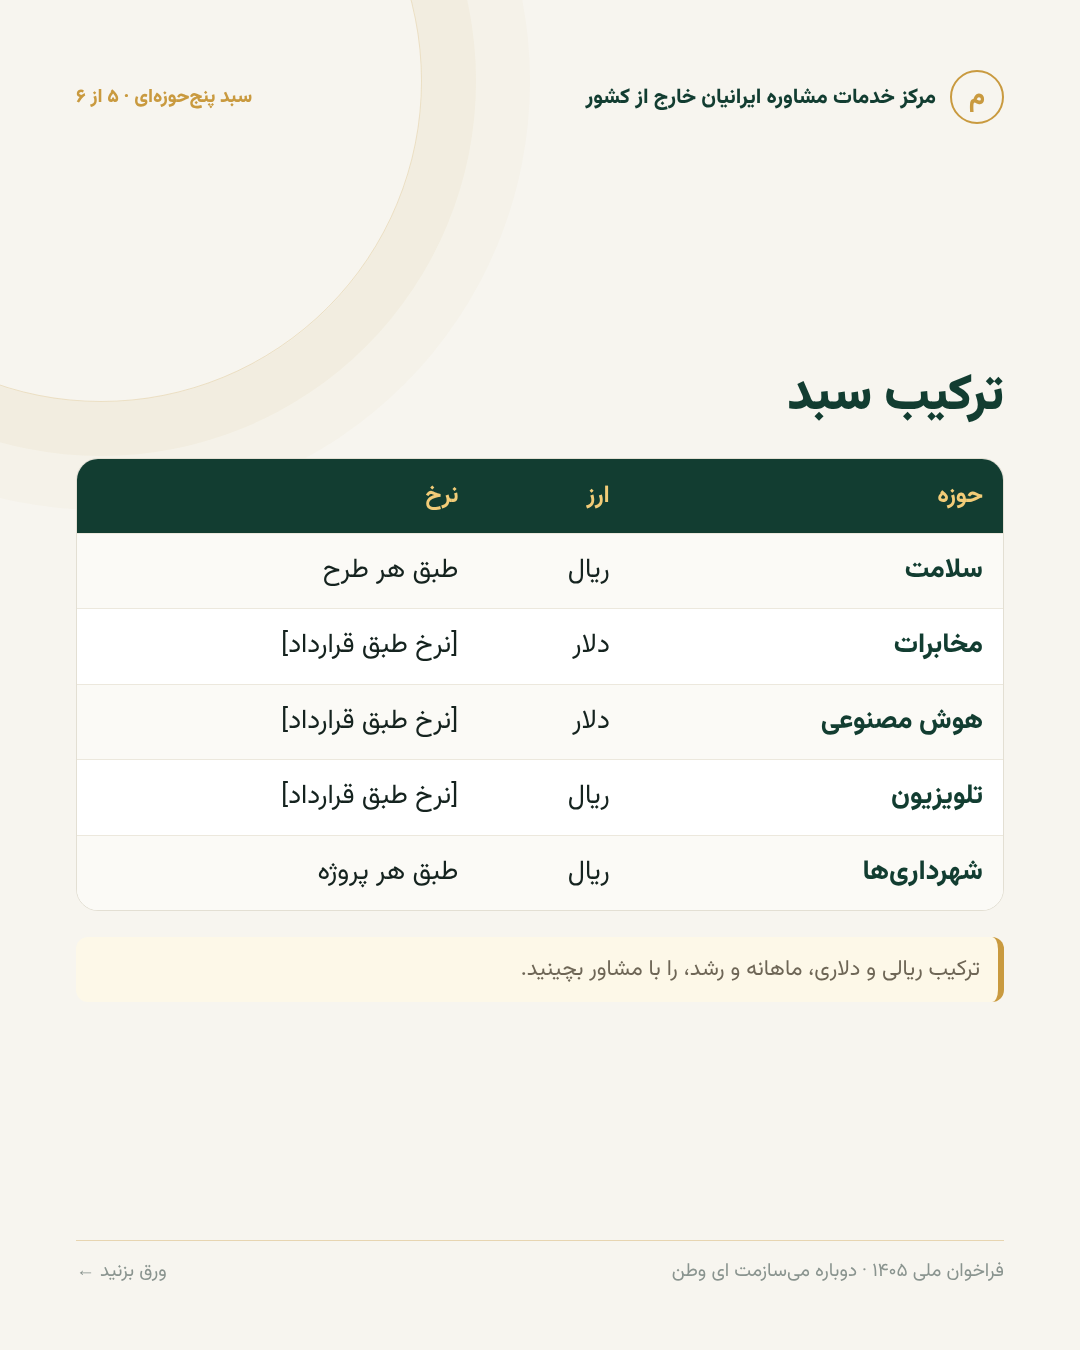 م
مرکز خدمات مشاوره ایرانیان خارج از کشور
سبد پنج‌حوزه‌ای · ۵ از ۶
ترکیب سبد
حوزه ارز نرخ
سلامت ریال طبق هر طرح
مخابرات دلار [نرخ طبق قرارداد]
هوش مصنوعی دلار [نرخ طبق قرارداد]
تلویزیون ریال [نرخ طبق قرارداد]
شهرداری‌ها ریال طبق هر پروژه
ترکیب ریالی و دلاری، ماهانه و رشد، را با مشاور بچینید.
فراخوان ملی ۱۴۰۵ · دوباره می‌سازمت ای وطن
ورق بزنید ←